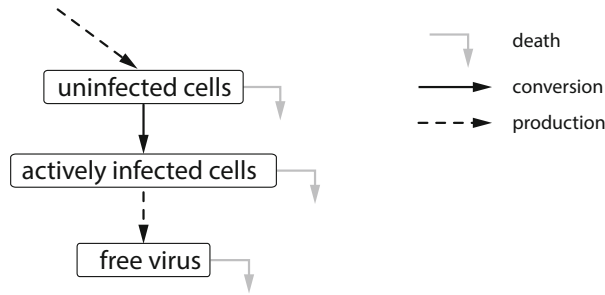 uninfected cells
actively infected cells
free virus
death
conversion
production